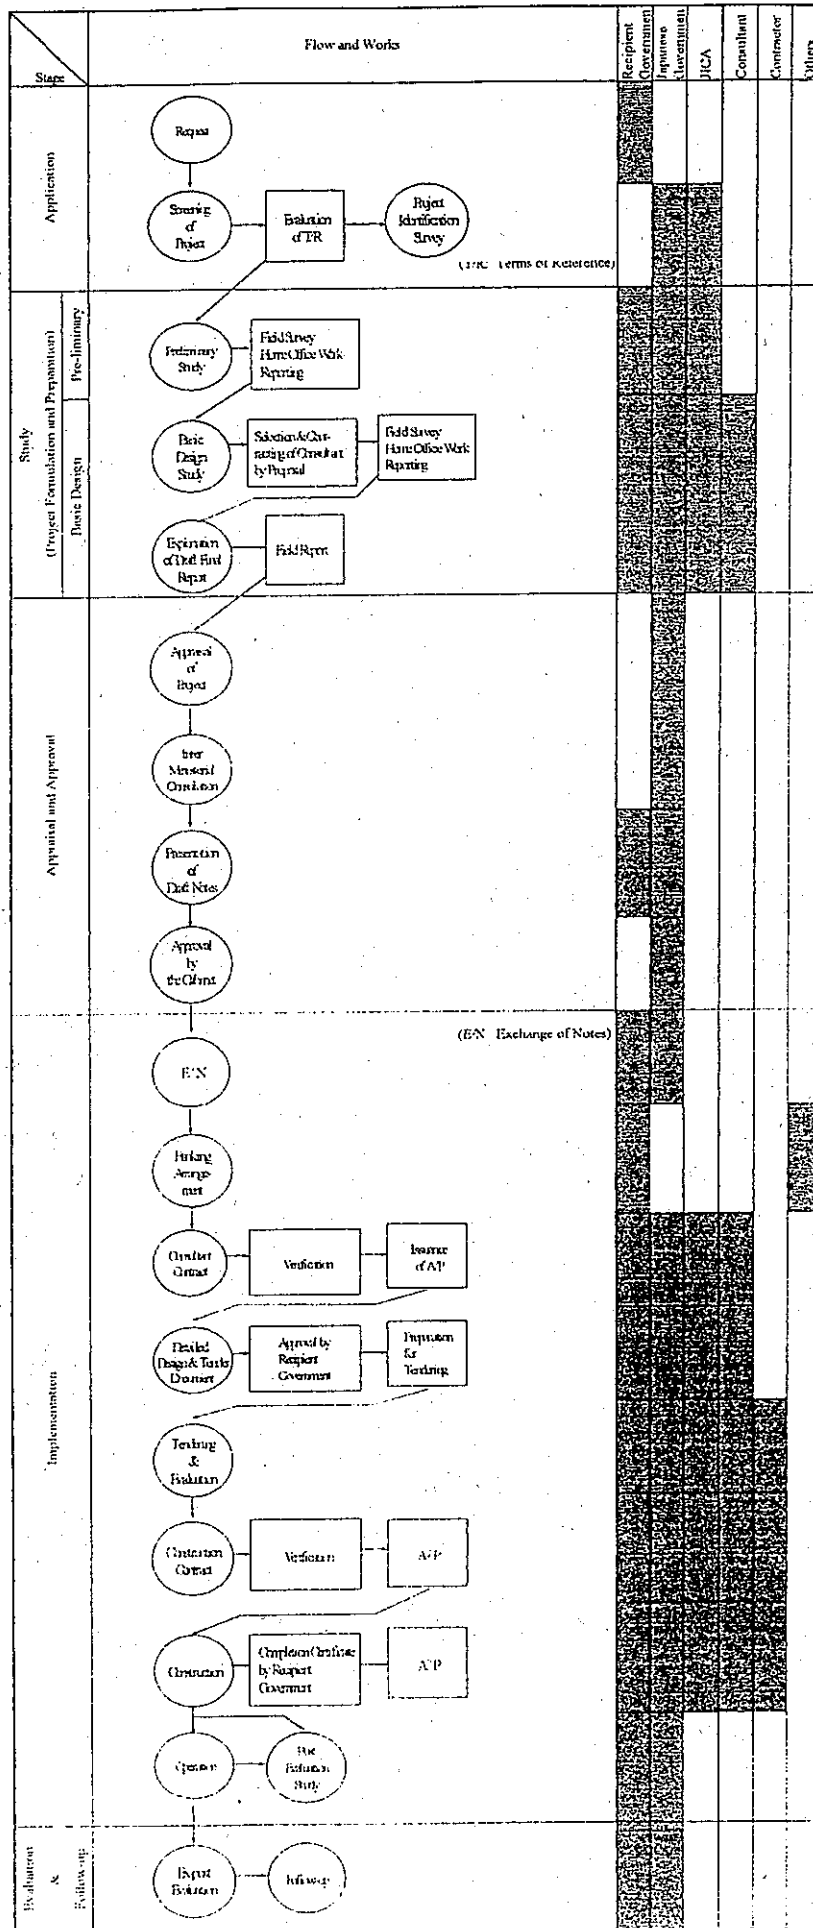 Stage
Flow and Works
Recipient
Government
Japanese
Government
JICA
Consultant
Contractor
Others
Application
Request
Screening
of
Project
Evaluation
of T/R
Project
Identification
Survey
(T/R Terms of Reference)
Study
(Project Formulation and Preparation)
Pre-liminary
Preliminary
Study
Field Survey
Home Office Work
Reporting
Basic Design
Basic
Design
Study
Selection & Con-
tracting of Consultant
by Proposal
Field Survey
Home Office Work
Reporting
Explanation
of Draft Final
Report
Field Report
Appraisal and Approval
Appraisal
of
Project
Inter
Ministerial
Consultation
Presentation
of
Draft Notes
Approval
by
the Cabinet
Implementation
(E/N Exchange of Notes)
E/N
Banking
Arrange-
ment
Consultant
Contract
Verification
Issuance
of A/P
Detailed
Design & Tender
Document
Approval by
Recipient
Government
Preparation
for
Tendering
Tendering
&
Evaluation
Construction
Contract
Verification
A/P
Construction
Completion Certificate
by Recipient
Government
A/P
Operation
Post
Evaluation
Study
Evaluation
&
Follow-up
Expost
Evaluation
Follow-up